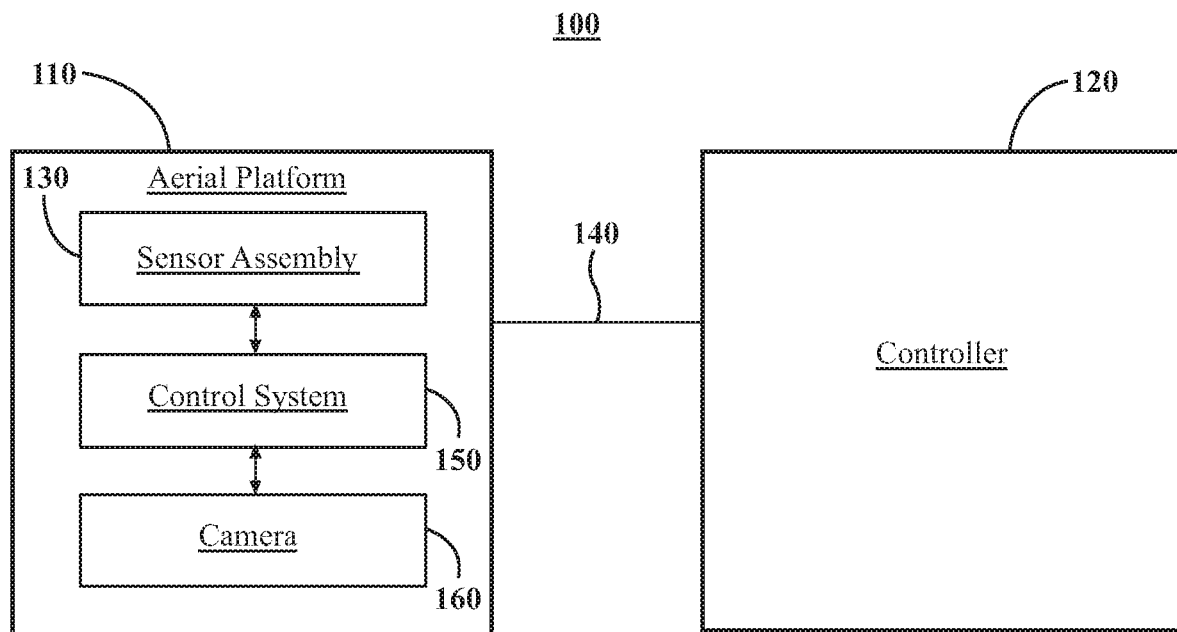 100
110
120
Aerial Platform
130
Sensor Assembly
140
Controller
Control System
150
Camera
160